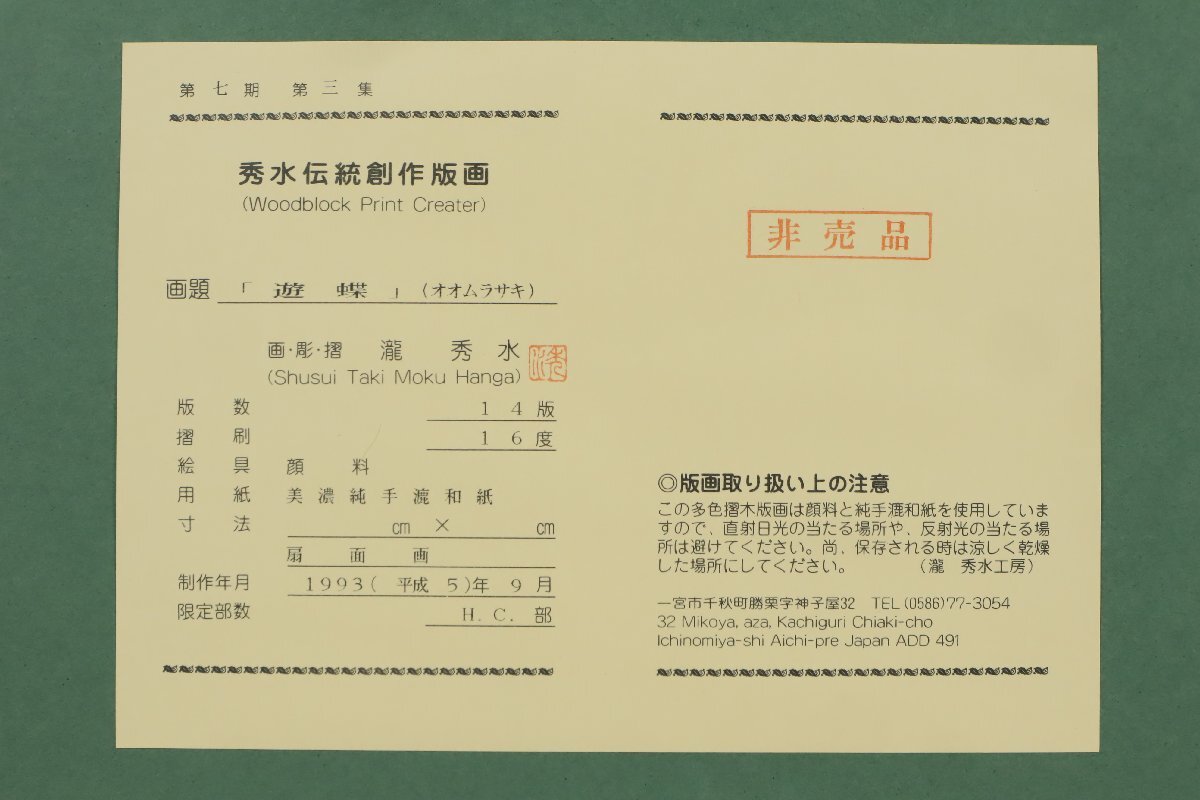 第七期 第三集
秀水伝統創作版画
(Woodblock Print Creater)
画題 「遊蝶」(オオムラサキ)
画・彫・摺 瀧 秀水
(Shusui Taki Moku Hanga)
版数 14版
摺刷 16度
絵具 顔料
用紙 美濃純手漉和紙
寸法 cm × cm
扇面画
制作年月 1993(平成5)年9月
限定部数 H.C.部
非売品
◎版画取り扱い上の注意
この多色摺木版画は顔料と純手漉和紙を使用していま
すので、直射日光の当たる場所や、反射光の当たる場
所は避けてください。尚、保存される時は涼しく乾燥
した場所にしてください。 (瀧 秀水工房)
一宮市千秋町勝栗字神子屋32 TEL(0586)77-3054
32 Mikoya, aza, Kachiguri Chiaki-cho
Ichinomiya-shi Aichi-pre Japan ADD 491